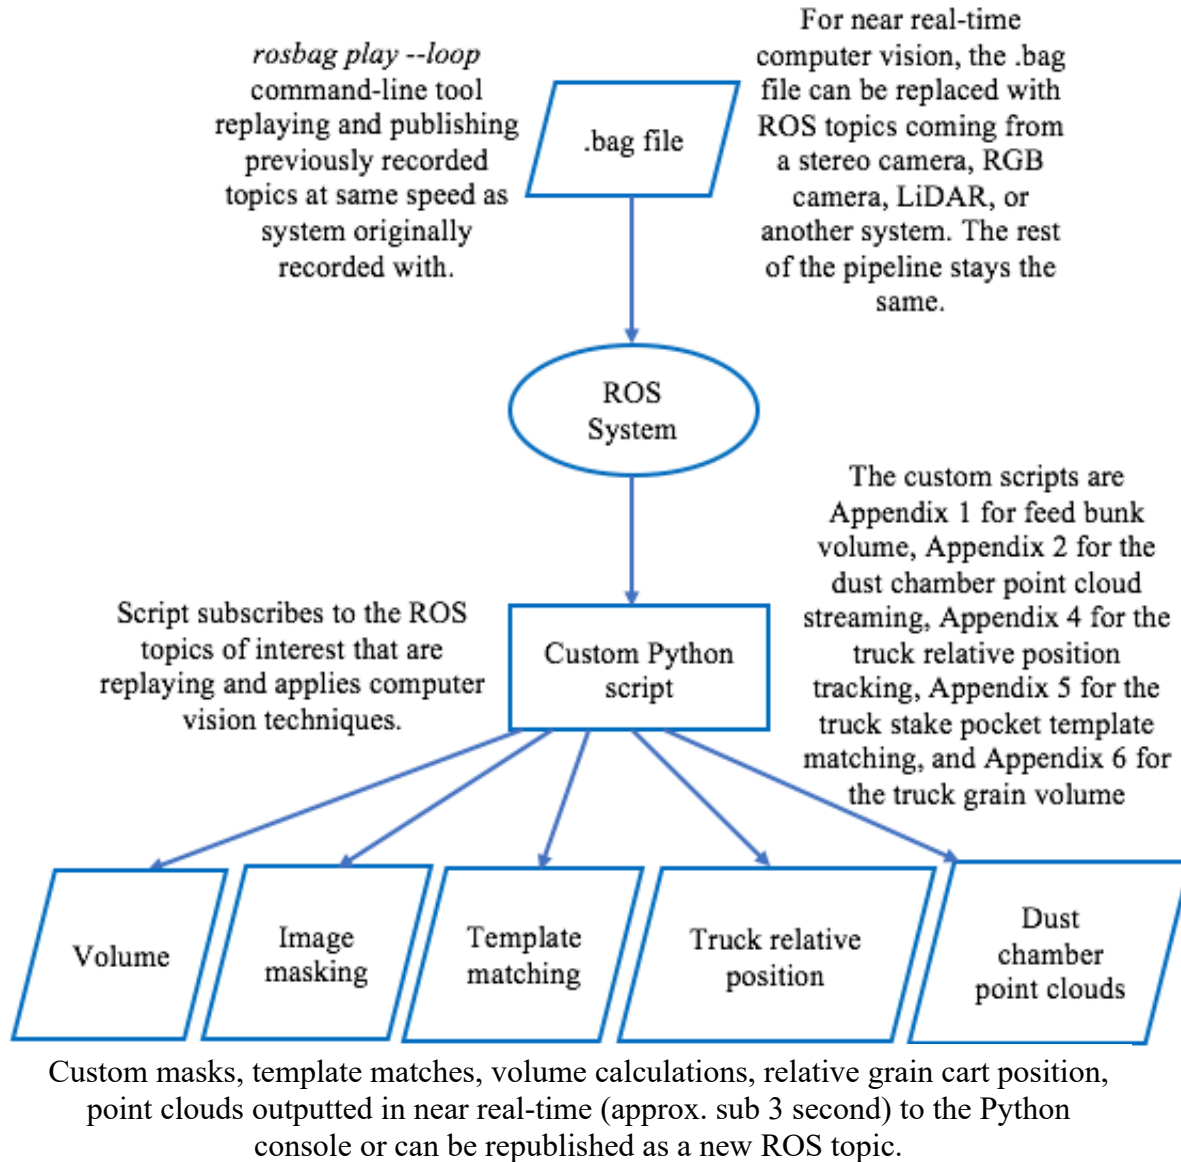 rosbag play --loop
command-line tool
replaying and publishing
previously recorded
topics at same speed as
system originally
recorded with.
.bag file
For near real-time
computer vision, the .bag
file can be replaced with
ROS topics coming from
a stereo camera, RGB
camera, LiDAR, or
another system. The rest
of the pipeline stays the
same.
ROS
System
The custom scripts are
Appendix 1 for feed bunk
volume, Appendix 2 for the
dust chamber point cloud
streaming, Appendix 4 for the
truck relative position
tracking, Appendix 5 for the
truck stake pocket template
matching, and Appendix 6 for
the truck grain volume
Script subscribes to the ROS
topics of interest that are
replaying and applies computer
vision techniques.
Custom Python
script
Volume
Image
masking
Template
matching
Truck relative
position
Dust
chamber
point clouds
Custom masks, template matches, volume calculations, relative grain cart position,
point clouds outputted in near real-time (approx. sub 3 second) to the Python
console or can be republished as a new ROS topic.